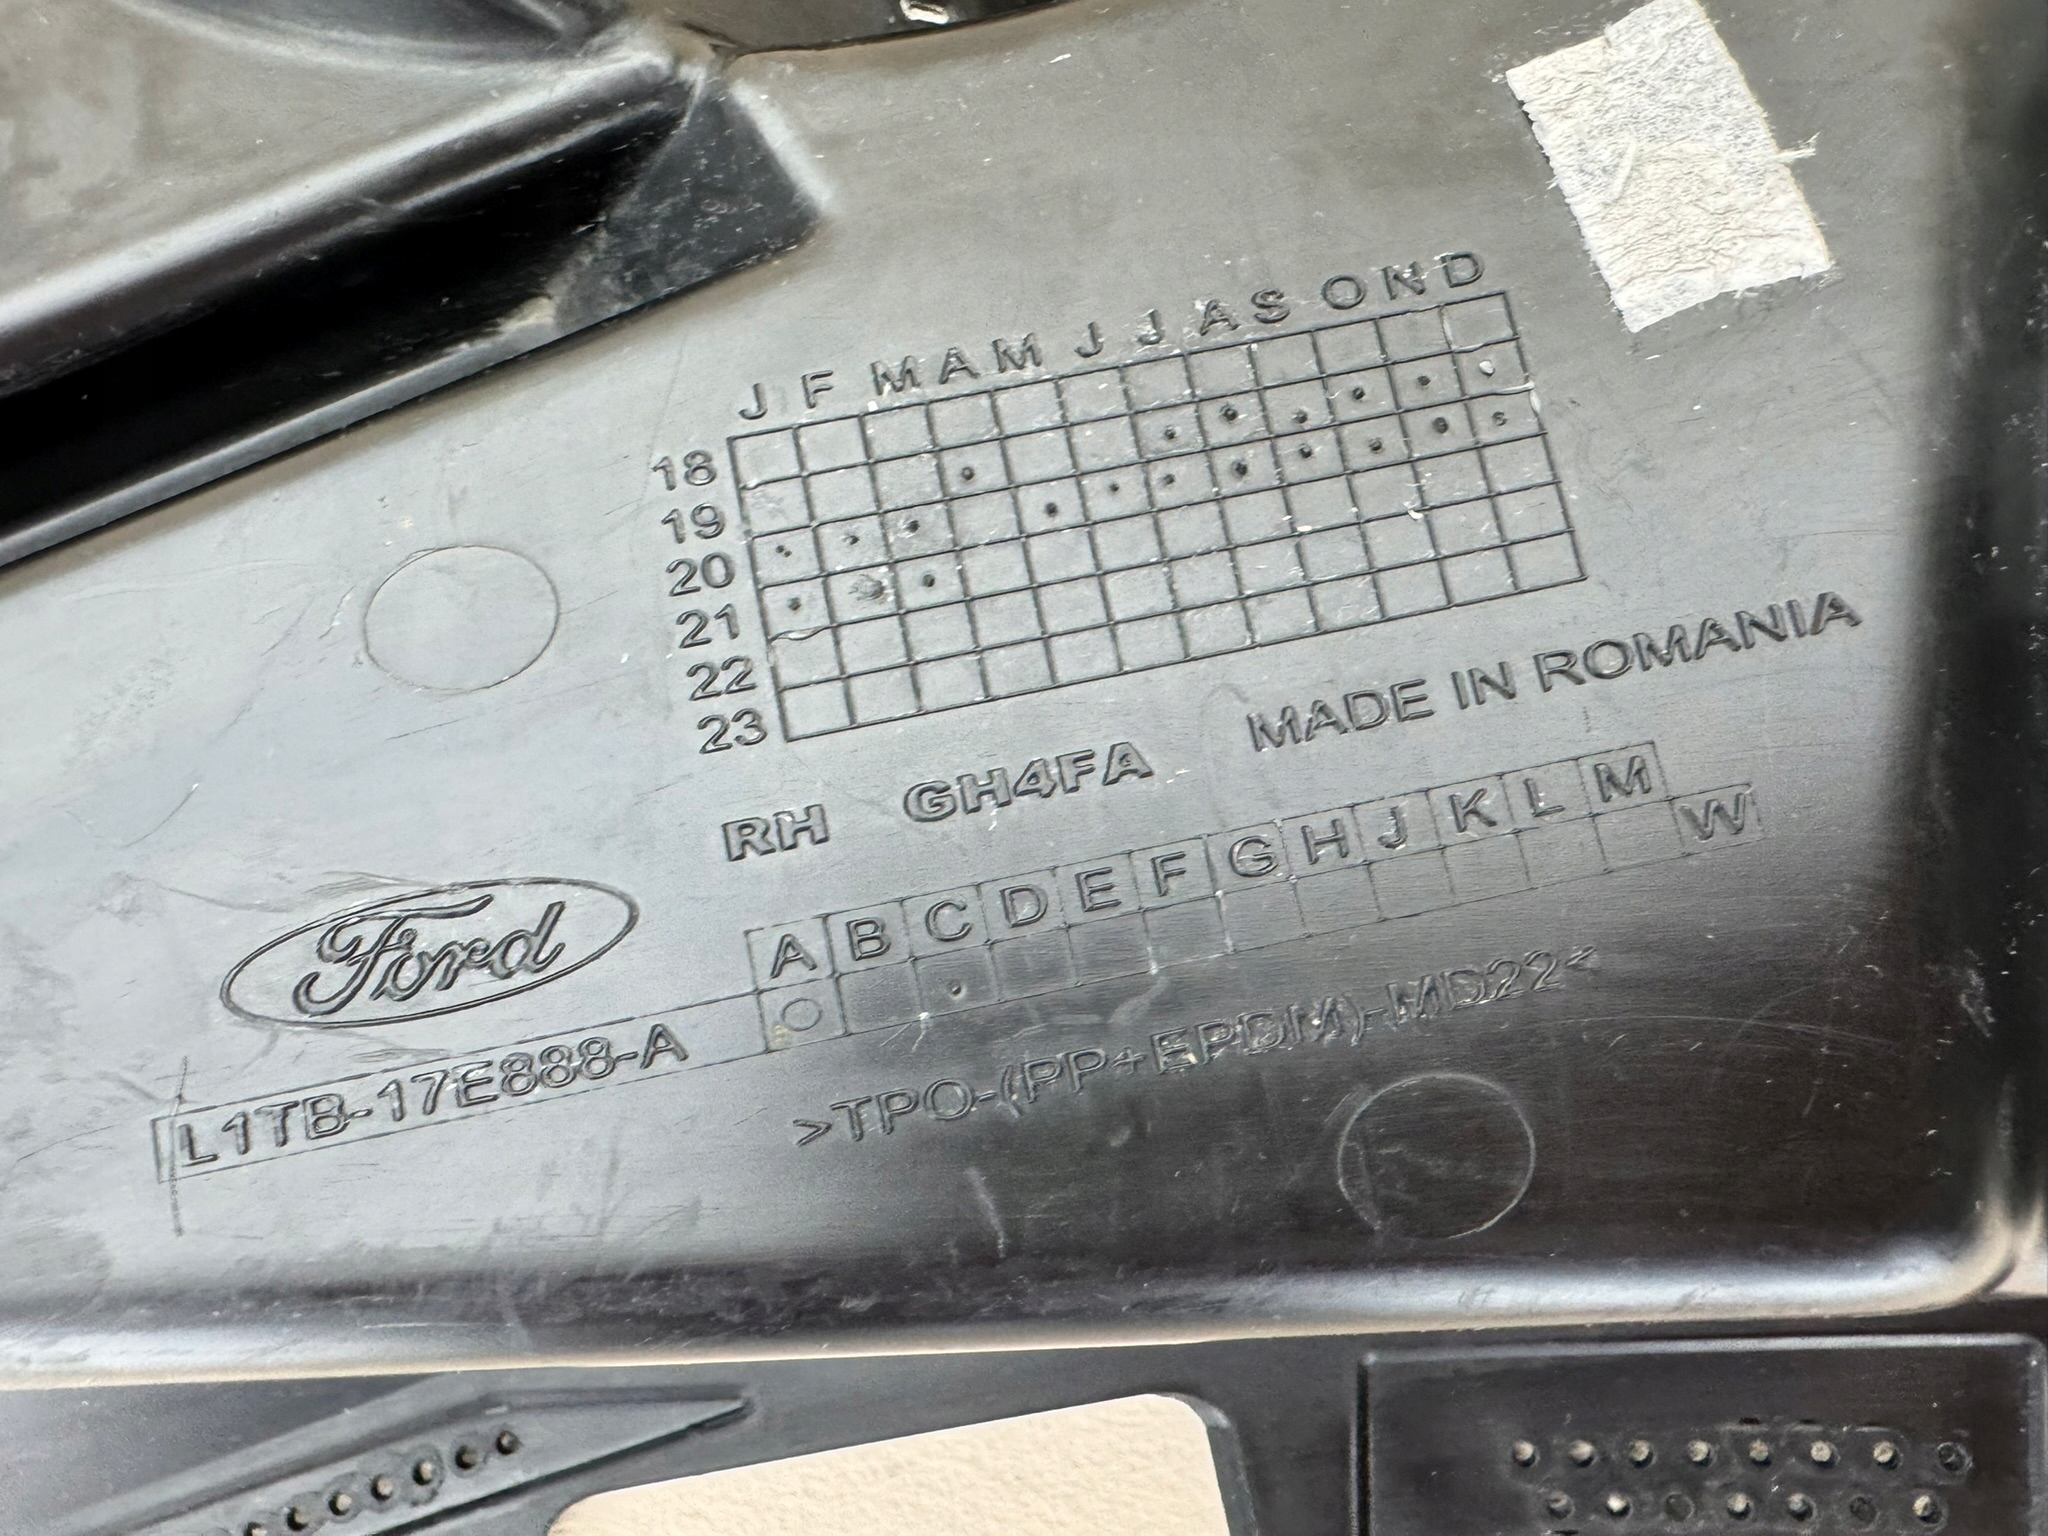 J F M A M J J A S O N D
18
19
20
21
22
23
RH GH4FA MADE IN ROMANIA
A B C D E F G H J K L M
W
Ford
L1TB-17E888-A
>TPO-(PP+EPDM)-MD22<